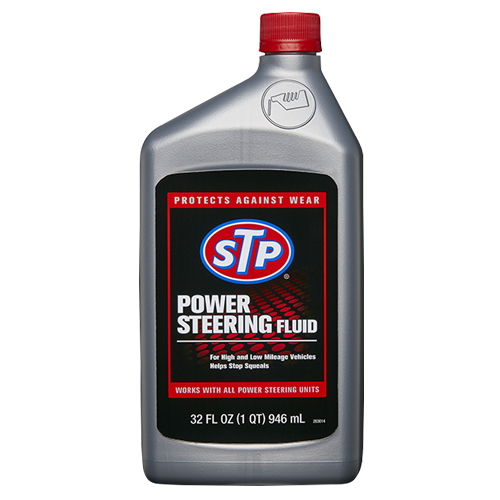 PROTECTS AGAINST WEAR
STP
®
POWER
STEERING FLUID
For High and Low Mileage Vehicles
Helps Stop Squeals
WORKS WITH ALL POWER STEERING UNITS
32 FL OZ (1 QT) 946 mL